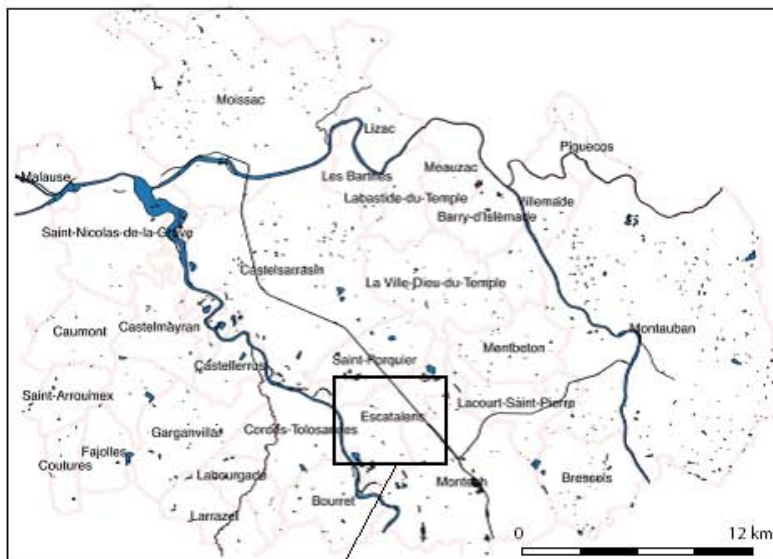 Moissac
Lizac
Piquecos
Malause
Les Barthes
Meauzac
Labastide-du-Temple
Villemade
Barry-d'Islemade
Saint-Nicolas-de-la-Grave
Castelsarrasin
La Ville-Dieu-du-Temple
Caumont
Castelmayran
Montauban
Castelferrus
Saint-Porquier
Montbeton
Saint-Arroumex
Escatalens
Lacourt-Saint-Pierre
Garganvillar
Cordes-Tolosannes
Fajolles
Coutures
Labourgade
Bressols
Montech
Bourret
Larrazet
0 12 km